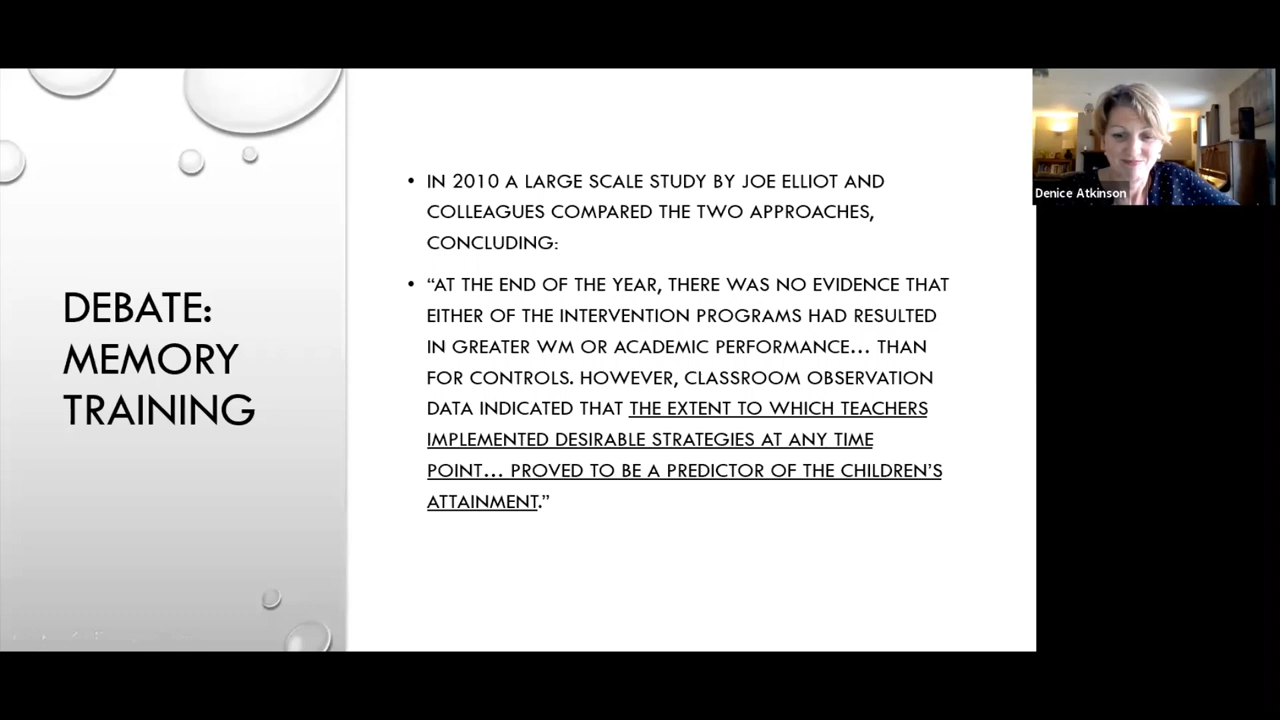 DEBATE:
MEMORY
TRAINING
• IN 2010 A LARGE SCALE STUDY BY JOE ELLIOT AND
COLLEAGUES COMPARED THE TWO APPROACHES,
CONCLUDING:
• “AT THE END OF THE YEAR, THERE WAS NO EVIDENCE THAT
EITHER OF THE INTERVENTION PROGRAMS HAD RESULTED
IN GREATER WM OR ACADEMIC PERFORMANCE... THAN
FOR CONTROLS. HOWEVER, CLASSROOM OBSERVATION
DATA INDICATED THAT THE EXTENT TO WHICH TEACHERS
IMPLEMENTED DESIRABLE STRATEGIES AT ANY TIME
POINT... PROVED TO BE A PREDICTOR OF THE CHILDREN’S
ATTAINMENT.”
Denice Atkinson